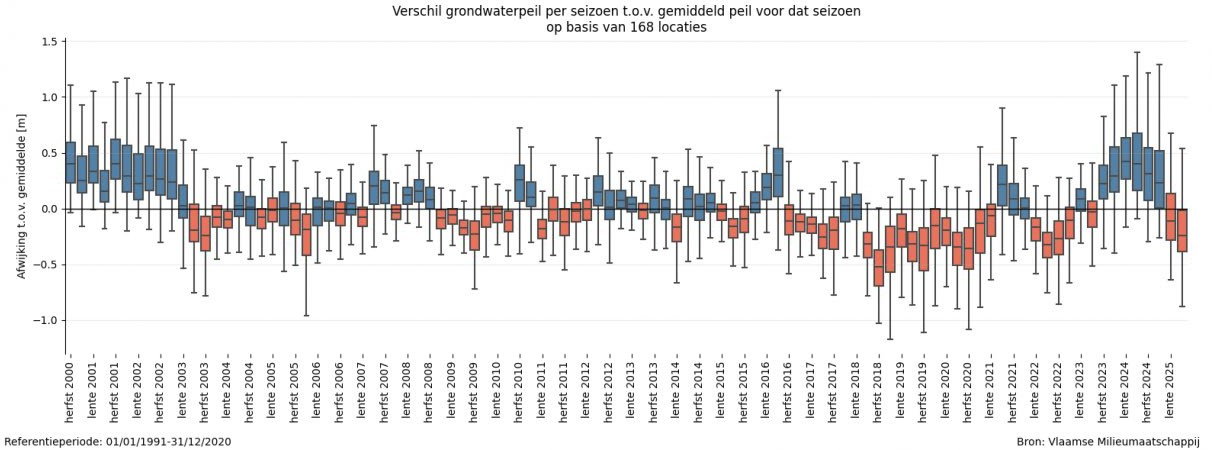 Verschil grondwaterpeil per seizoen t.o.v. gemiddeld peil voor dat seizoen
op basis van 168 locaties
Afwijking t.o.v. gemiddelde [m]
1.5
1.0
0.5
0.0
−0.5
−1.0
herfst 2000
lente 2001
herfst 2001
lente 2002
herfst 2002
lente 2003
herfst 2003
lente 2004
herfst 2004
lente 2005
herfst 2005
lente 2006
herfst 2006
lente 2007
herfst 2007
lente 2008
herfst 2008
lente 2009
herfst 2009
lente 2010
herfst 2010
lente 2011
herfst 2011
lente 2012
herfst 2012
lente 2013
herfst 2013
lente 2014
herfst 2014
lente 2015
herfst 2015
lente 2016
herfst 2016
lente 2017
herfst 2017
lente 2018
herfst 2018
lente 2019
herfst 2019
lente 2020
herfst 2020
lente 2021
herfst 2021
lente 2022
herfst 2022
lente 2023
herfst 2023
lente 2024
herfst 2024
lente 2025
Referentieperiode: 01/01/1991-31/12/2020
Bron: Vlaamse Milieumaatschappij